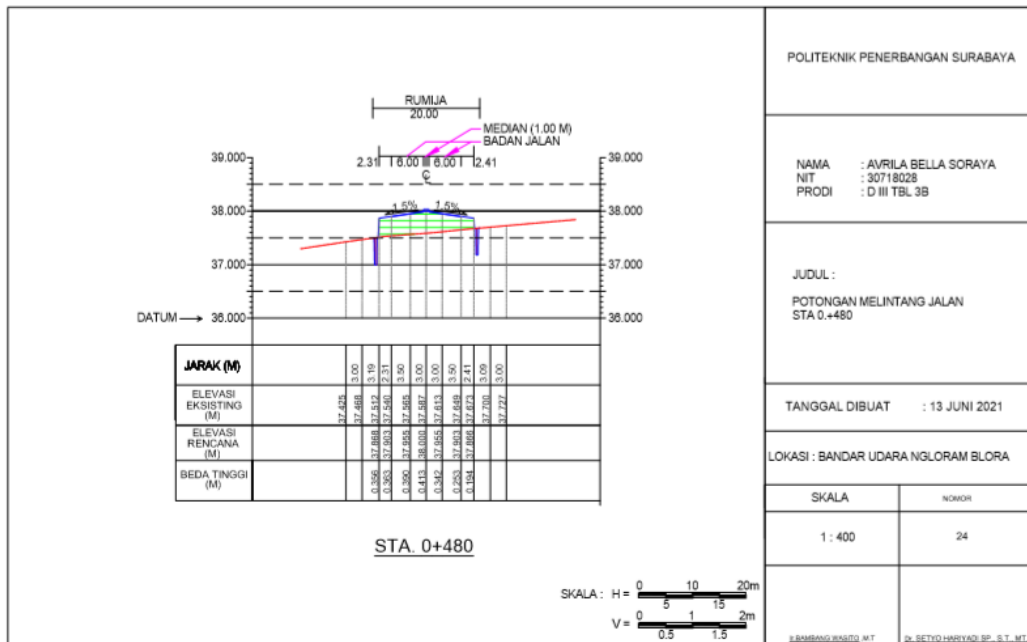 RUMIJA
20.00
MEDIAN (1.00 M)
BADAN JALAN
2.31 6.00 6.00 2.41
39.000 39.000
1.5% 1.5%
38.000 38.000
37.000 37.000
DATUM 36.000 36.000
JARAK (M) 3.00 3.19 2.31 3.50 3.00 3.00 3.50 2.41 3.09 3.00
ELEVASI EKSISTING (M) 37.425 37.468 37.512 37.540 37.565 37.587 37.613 37.649 37.673 37.700 37.727
ELEVASI RENCANA (M) 37.868 37.903 37.955 38.000 37.955 37.903 37.866
BEDA TINGGI (M) 0.356 0.363 0.390 0.413 0.342 0.253 0.194
STA. 0+480
SKALA : H = 0 5 10 15 20m
V = 0 0.5 1 1.5 2m
POLITEKNIK PENERBANGAN SURABAYA
NAMA : AVRILA BELLA SORAYA
NIT : 30718028
PRODI : D III TBL 3B
JUDUL :
POTONGAN MELINTANG JALAN
STA 0.+480
TANGGAL DIBUAT : 13 JUNI 2021
LOKASI : BANDAR UDARA NGLORAM BLORA
SKALA NOMOR
1 : 400 24
Ir.BAMBANG WASITO ,M.T Dr. SETYO HARIYADI SP., S.T., MT